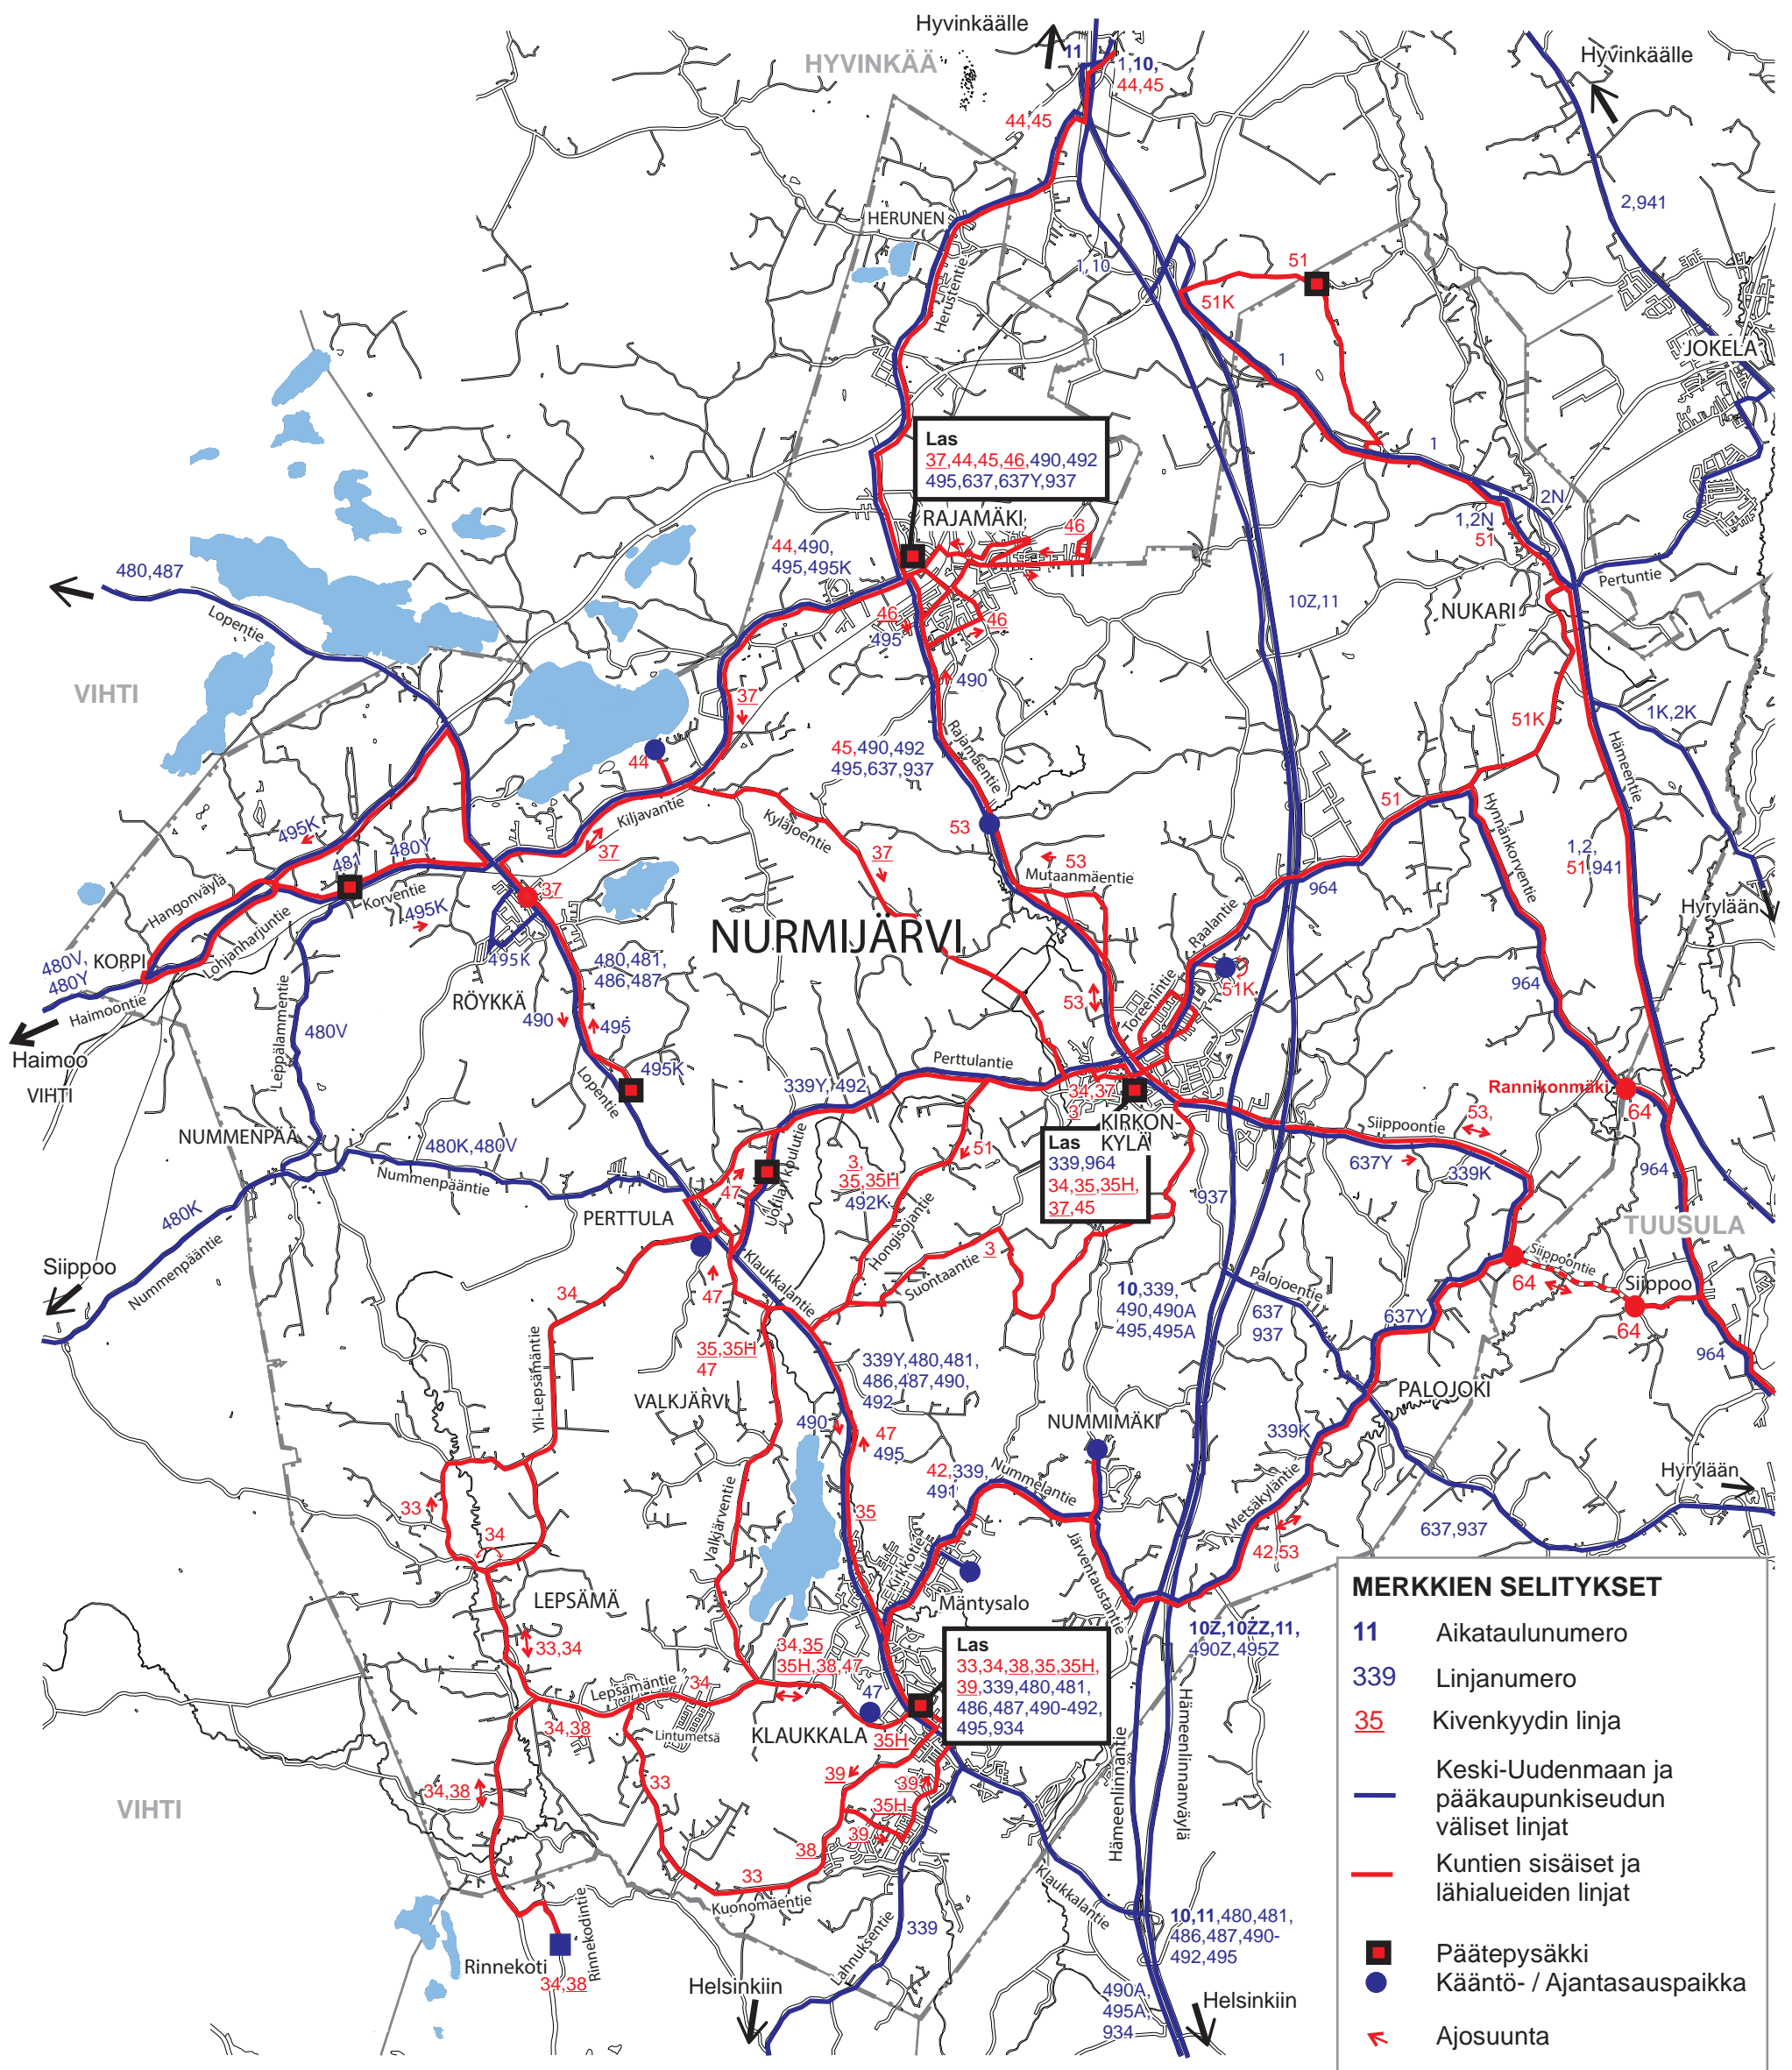 Hyvinkäälle
HYVINKÄÄ
11
1,10,
44,45
Hyvinkäälle
44,45
2,941
HERUNEN
Herustentie
1,10
51
51K
1
JOKELA
1
Las
37,44,45,46,490,492
495,637,637Y,937
RAJAMÄKI
46
2N
1,2N
51
44,490,
495,495K
480,487
Lopentie
Pertuntie
10Z,11
NUKARI
46
495
46
490
VIHTI
37
51K
1K,2K
Hämeentie
Rajamäentie
45,490,492
495,637,937
44
Kiljavantie
Kyläjoentie
51
Hynnänkorventie
495K
480Y
481
37
53
37
53
Mutaanmäentie
1,2,
51,941
964
Hangonväylä
Korventie
495K
37
Hyrylään
NURMIJÄRVI
Raalantie
Lohjanharjuntie
480V,
480Y
KORPI
495K
480,481,
486,487
51K
964
Haimoontie
RÖYKKÄ
Toreenintie
53
490
495
Haimoo
VIHTI
Leppälammentie
480V
Lopentie
495K
Perttulantie
339Y,492
34,37
3
Rannikonmäki
64
KIRKON-
KYLÄ
Siippoontie
53,
NUMMENPÄÄ
480K,480V
Nummenpääntie
Las
339,964
34,35,35H,
37,45
637Y
339K
964
47
Uotilan koulutie
51
3,
35,35H
492K
937
480K
PERTTULA
Hongisojantie
TUUSULA
Siippoo
Nummenpääntie
Klaukkalantie
Suontaantie
3
Siippoontie
Siippoo
64
64
34
47
10,339,
490,490A
495,495A
Palojoentie
637
937
637Y
35,35H
47
339Y,480,481,
486,487,490,
492
964
Yli-Lepsämäntie
VALKJÄRVI
PALOJOKI
490
47
495
NUMMIMÄKI
339K
42,339,
491
Nummelantie
Hyrylään
33
34
Valkjärventie
35
Metsäkyläntie
42,53
637,937
Kirkkotie
Järventaustantie
LEPSÄMÄ
Mäntysalo
33,34
34,35
35H,38,47
Las
33,34,38,35,35H,
39,339,480,481,
486,487,490-492,
495,934
10Z,10ZZ,11,
490Z,495Z
Lepsämäntie
34
34,38
Lintumetsä
47
KLAUKKALA
35H
Hämeenlinnantie
Hämeenlinnanväylä
34,38
33
39
39
35H
39
38
VIHTI
33
Kuonomäentie
Klaukkalantie
Rinnekodintie
339
Lahnuksentie
10,11,480,481,
486,487,490-
492,495
Rinnekoti
34,38
Helsinkiin
490A,
495A,
934
Helsinkiin
MERKKIEN SELITYKSET
11 Aikataulunumero
339 Linjanumero
35 Kivenkyydin linja
Keski-Uudenmaan ja
pääkaupunkiseudun
väliset linjat
Kuntien sisäiset ja
lähialueiden linjat
Päätepysäkki
Kääntö- / Ajantasauspaikka
Ajosuunta